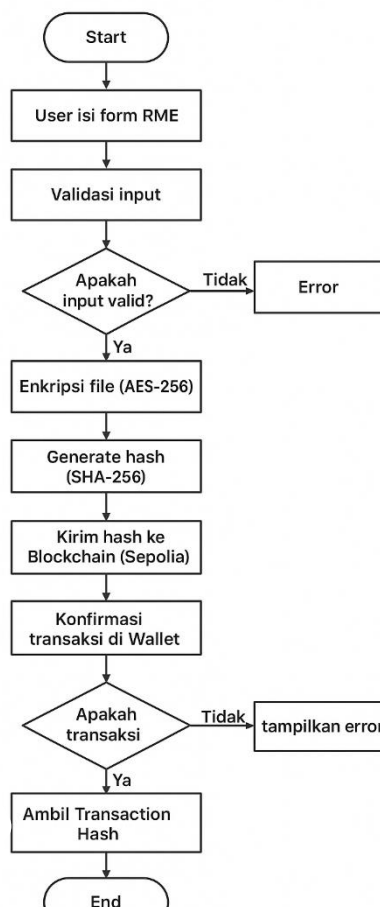 Start
User isi form RME
Validasi input
Apakah
input valid?
Tidak
Error
Ya
Enkripsi file (AES-256)
Generate hash
(SHA-256)
Kirim hash ke
Blockchain (Sepolia)
Konfirmasi
transaksi di Wallet
Apakah
transaksi
Tidak
tampilkan error
Ya
Ambil Transaction
Hash
End